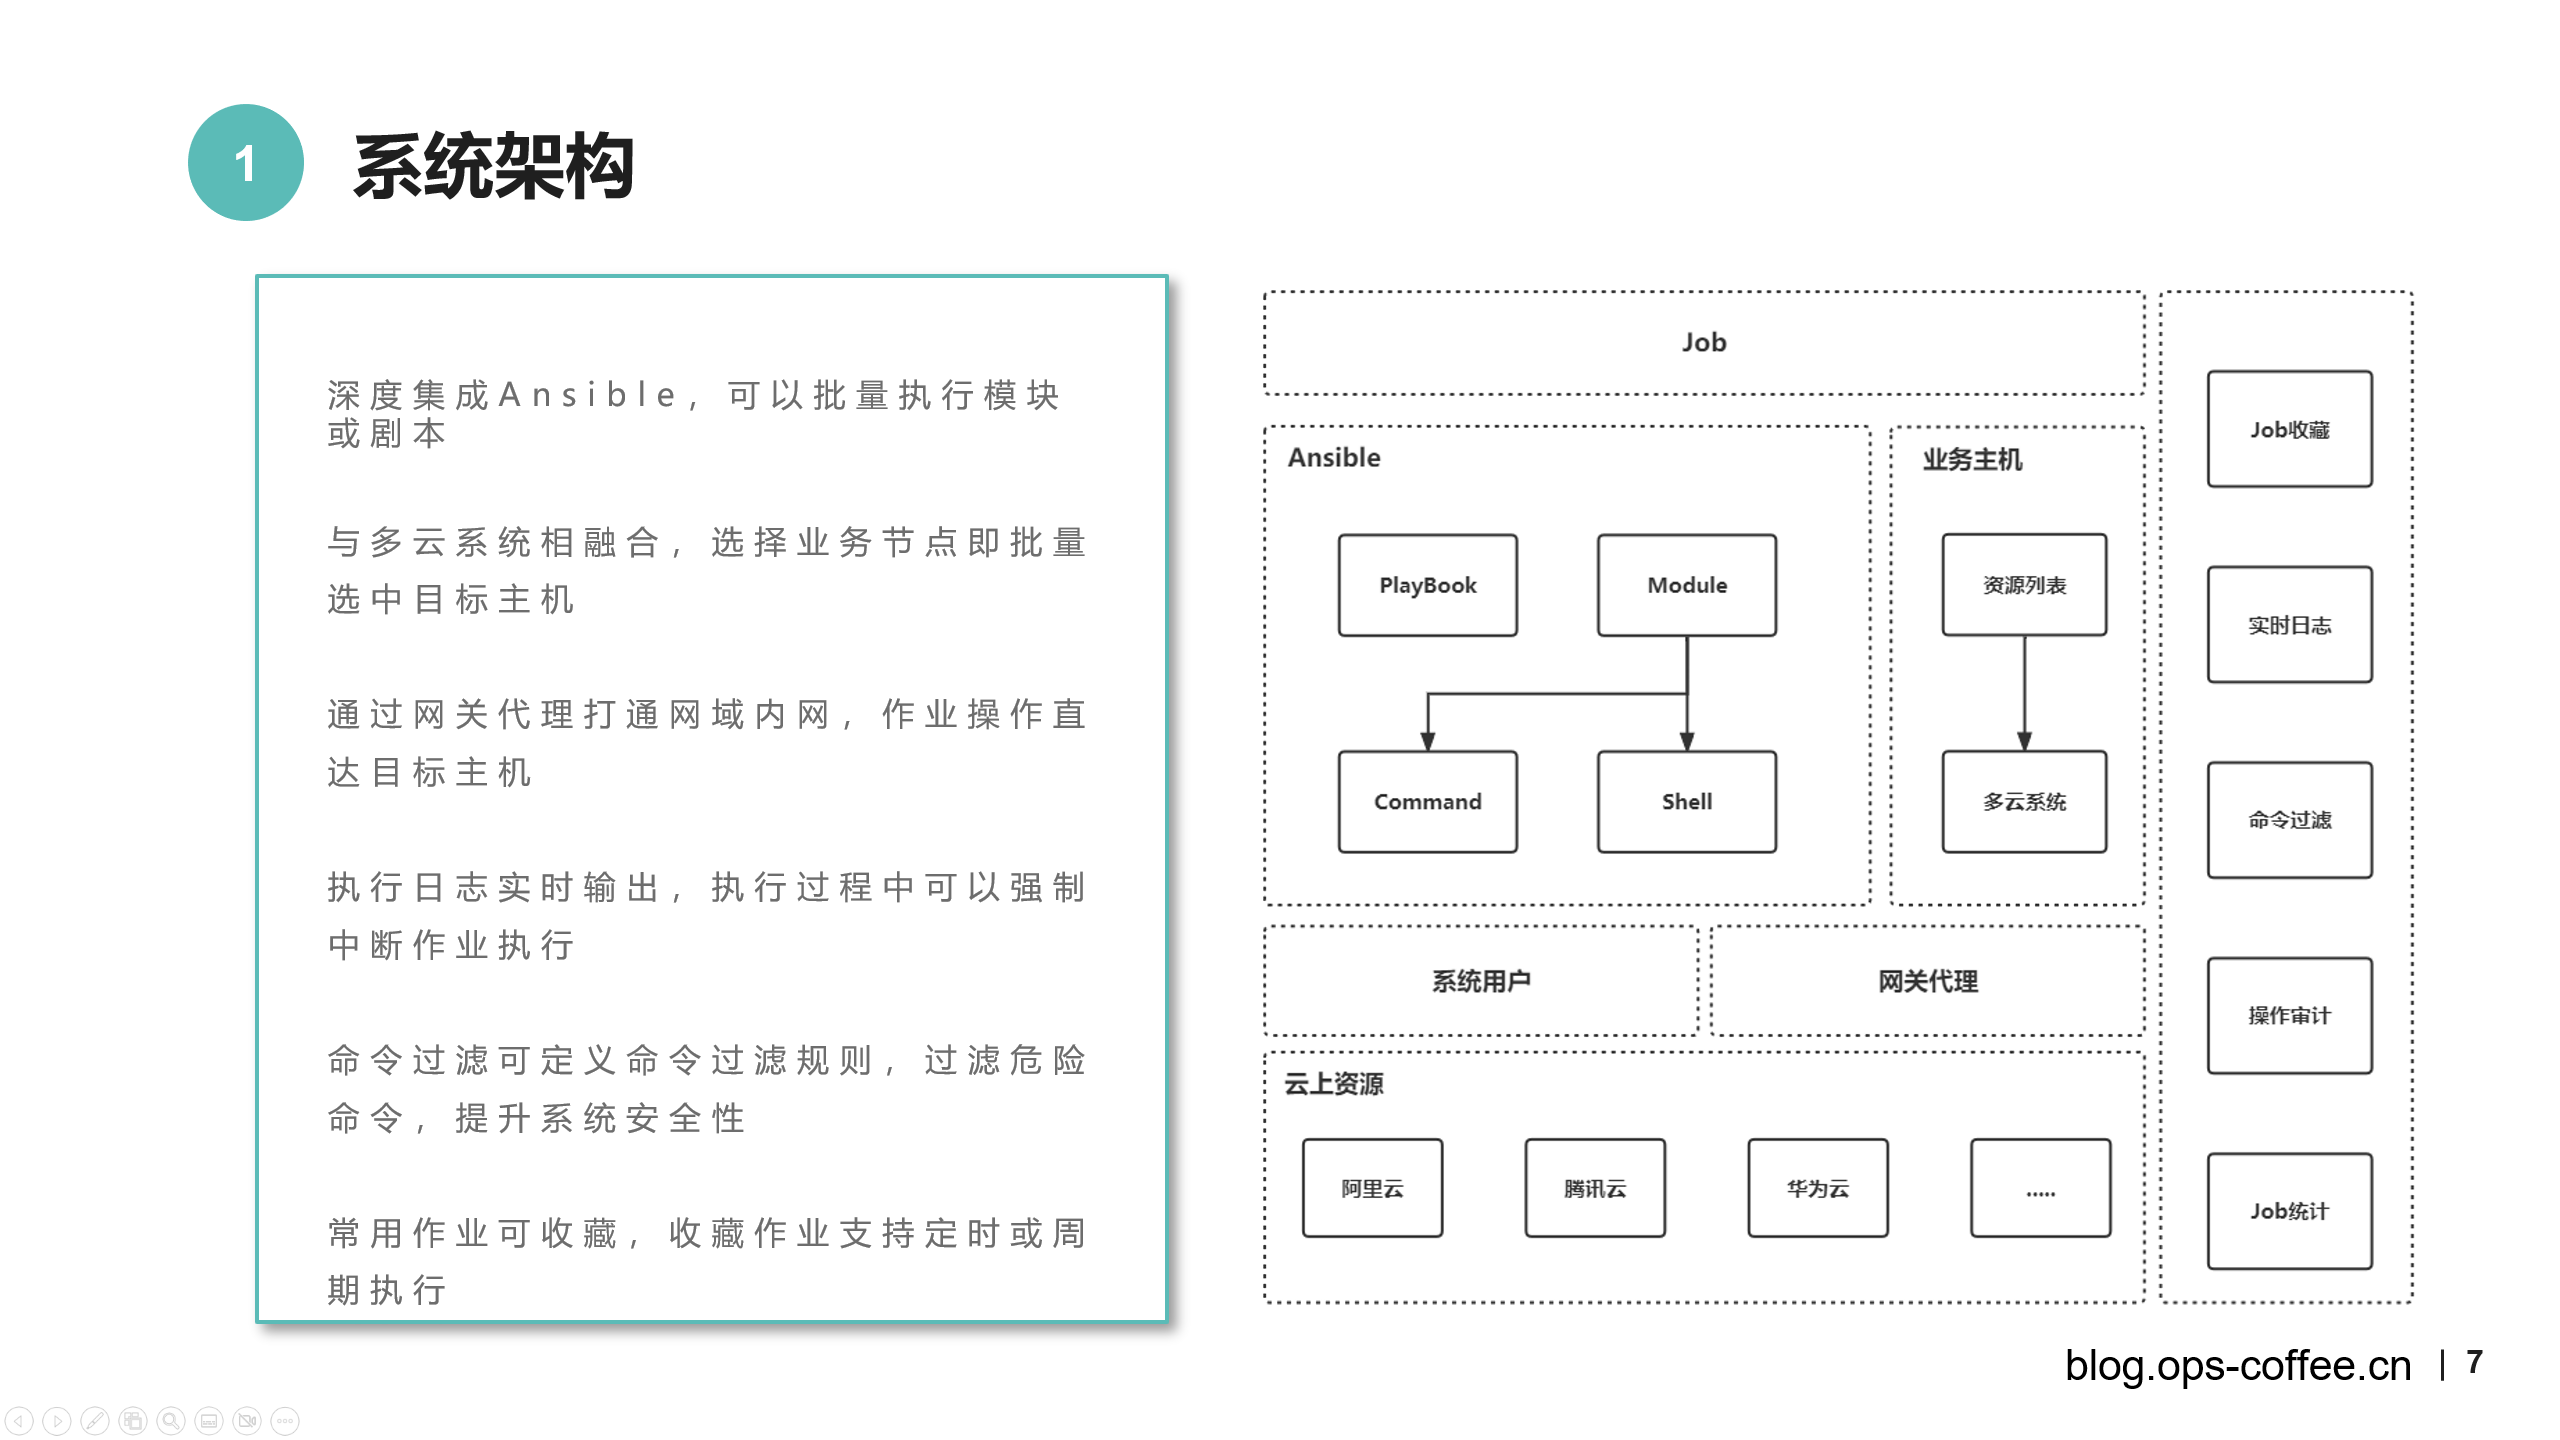 1
系统架构
深度集成Ansible，可以批量执行模块
或剧本
与多云系统相融合，选择业务节点即批量
选中目标主机
通过网关代理打通网域内网，作业操作直
达目标主机
执行日志实时输出，执行过程中可以强制
中断作业执行
命令过滤可定义命令过滤规则，过滤危险
命令，提升系统安全性
常用作业可收藏，收藏作业支持定时或周
期执行
Job
Ansible
PlayBook
Module
Command
Shell
业务主机
资源列表
多云系统
系统用户
网关代理
云上资源
阿里云
腾讯云
华为云
.....
Job收藏
实时日志
命令过滤
操作审计
Job统计
blog.ops-coffee.cn | 7